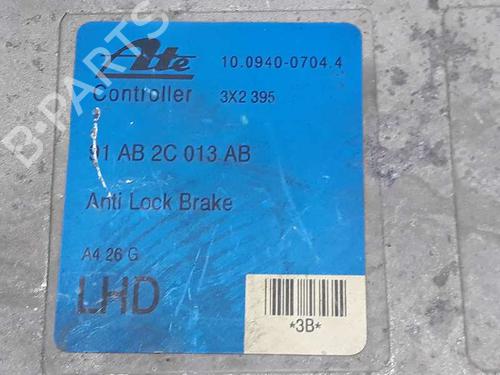 Ate
10.0940-0704.4
Controller
3X2 395
91 AB 2C 013 AB
Anti Lock Brake
A4 26 G
LHD
*3B*
B-PARTS